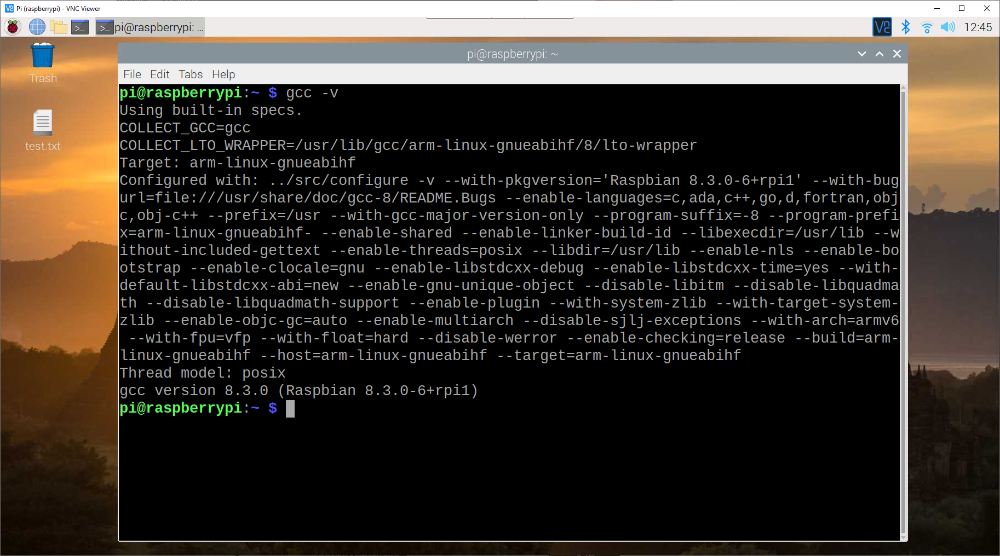 Pi (raspberrypi) - VNC Viewer
pi@raspberrypi: ...
12:45
Trash
test.txt
pi@raspberrypi: ~
File Edit Tabs Help
pi@raspberrypi:~ $ gcc -v
Using built-in specs.
COLLECT_GCC=gcc
COLLECT_LTO_WRAPPER=/usr/lib/gcc/arm-linux-gnueabihf/8/lto-wrapper
Target: arm-linux-gnueabihf
Configured with: ../src/configure -v --with-pkgversion='Raspbian 8.3.0-6+rpi1' --with-bug
url=file:///usr/share/doc/gcc-8/README.Bugs --enable-languages=c,ada,c++,go,d,fortran,obj
c,obj-c++ --prefix=/usr --with-gcc-major-version-only --program-suffix=-8 --program-prefi
x=arm-linux-gnueabihf- --enable-shared --enable-linker-build-id --libexecdir=/usr/lib --w
ithout-included-gettext --enable-threads=posix --libdir=/usr/lib --enable-nls --enable-bo
otstrap --enable-clocale=gnu --enable-libstdcxx-debug --enable-libstdcxx-time=yes --with-
default-libstdcxx-abi=new --enable-gnu-unique-object --disable-libitm --disable-libquadma
th --disable-libquadmath-support --enable-plugin --with-system-zlib --with-target-system-
zlib --enable-objc-gc=auto --enable-multiarch --disable-sjlj-exceptions --with-arch=armv6
 --with-fpu=vfp --with-float=hard --disable-werror --enable-checking=release --build=arm-
linux-gnueabihf --host=arm-linux-gnueabihf --target=arm-linux-gnueabihf
Thread model: posix
gcc version 8.3.0 (Raspbian 8.3.0-6+rpi1)
pi@raspberrypi:~ $